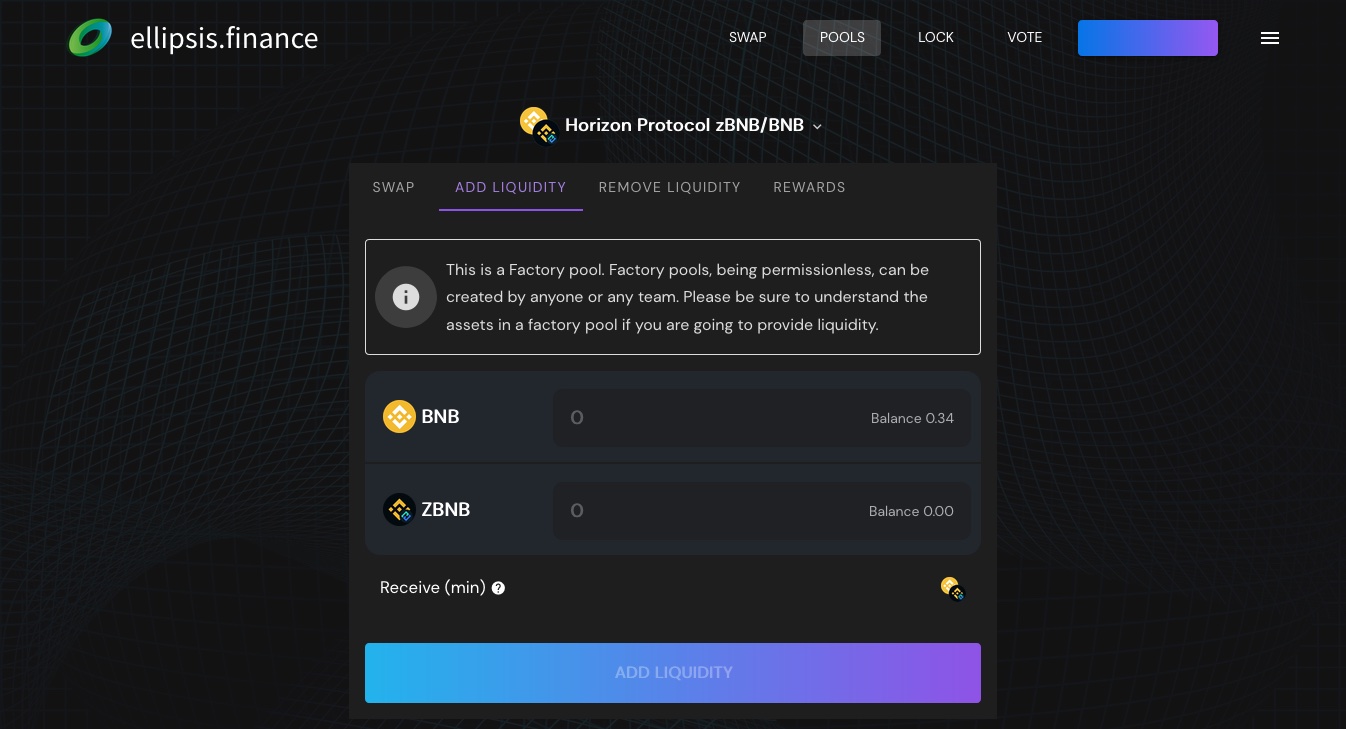 ellipsis.finance
SWAP
POOLS
LOCK
VOTE
Horizon Protocol zBNB/BNB
SWAP
ADD LIQUIDITY
REMOVE LIQUIDITY
REWARDS
This is a Factory pool. Factory pools, being permissionless, can be
created by anyone or any team. Please be sure to understand the
assets in a factory pool if you are going to provide liquidity.
BNB
0
Balance 0.34
ZBNB
0
Balance 0.00
Receive (min)
ADD LIQUIDITY